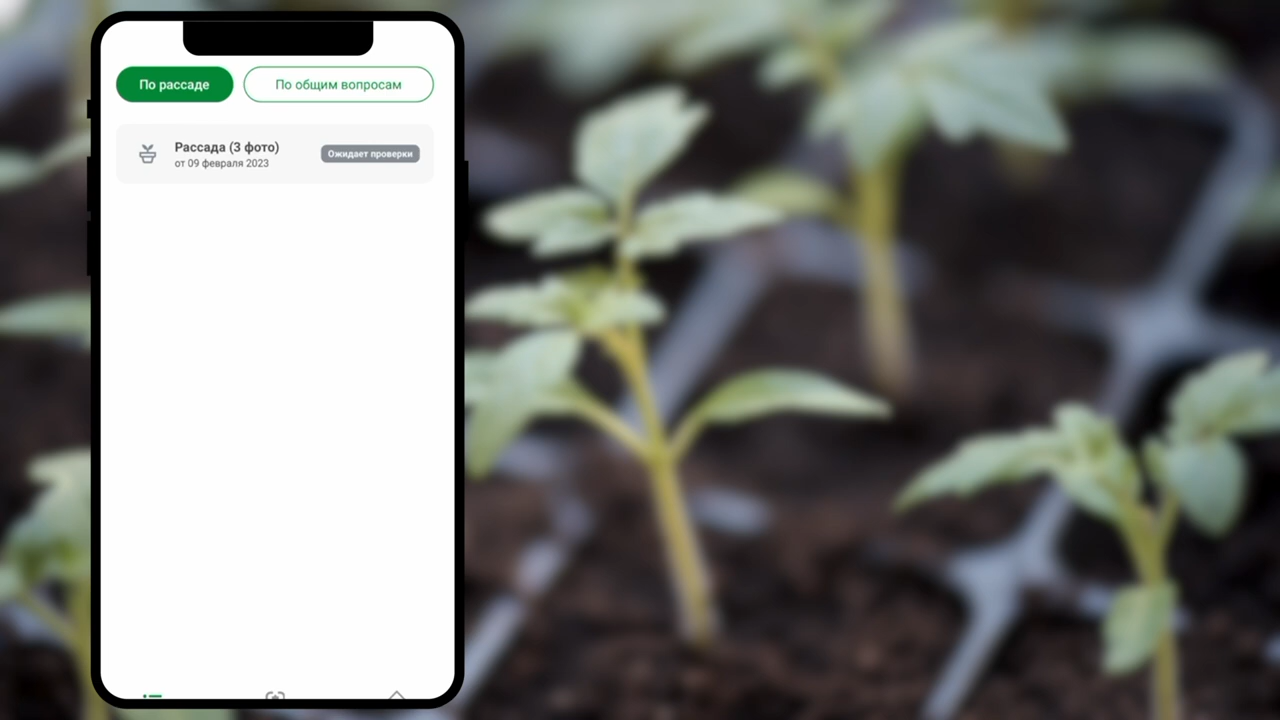 По рассаде
По общим вопросам
Рассада (3 фото)
от 09 февраля 2023
Ожидает проверки